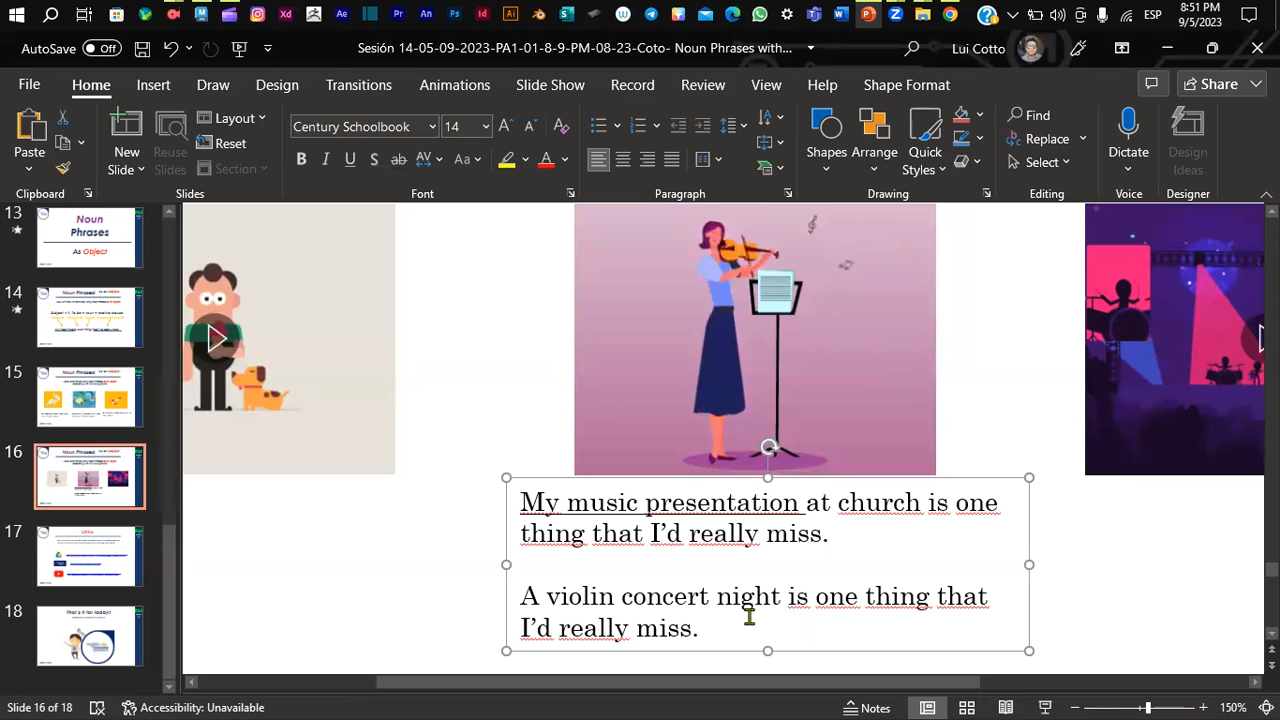 ESP
8:51 PM
9/5/2023
AutoSave
Off
Sesión 14-05-09-2023-PA1-01-8-9-PM-08-23-Coto- Noun Phrases with...
Lui Cotto
File
Home
Insert
Draw
Design
Transitions
Animations
Slide Show
Record
Review
View
Help
Shape Format
Share
Paste
New
Slide
Reuse
Slides
Layout
Reset
Section
Century Schoolbook
14
Shapes
Arrange
Quick
Styles
Find
Replace
Select
Dictate
Design
Ideas
Clipboard
Slides
Font
Paragraph
Drawing
Editing
Voice
Designer
13
Noun
Phrases
As Object
14
15
16
17
18
That's it for today!
My music presentation at church is one
thing that I'd really miss.
A violin concert night is one thing that
I'd really miss.
Slide 16 of 18
Accessibility: Unavailable
Notes
150%